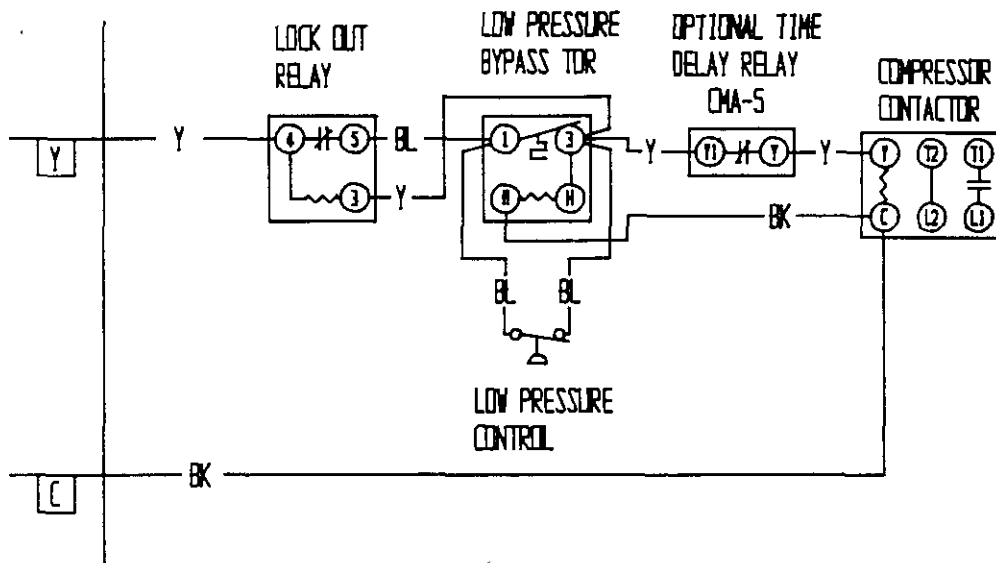 LOCK OUT
RELAY
LOW PRESSURE
BYPASS TDR
OPTIONAL TIME
DELAY RELAY
CMA-5
COMPRESSOR
CONTACTOR
Y
Y
4
5
BL
1
3
Y
T1
Y
Y
Y
T2
T1
3
Y
H
H
BK
C
L2
L3
BL
BL
LOW PRESSURE
CONTROL
C
BK